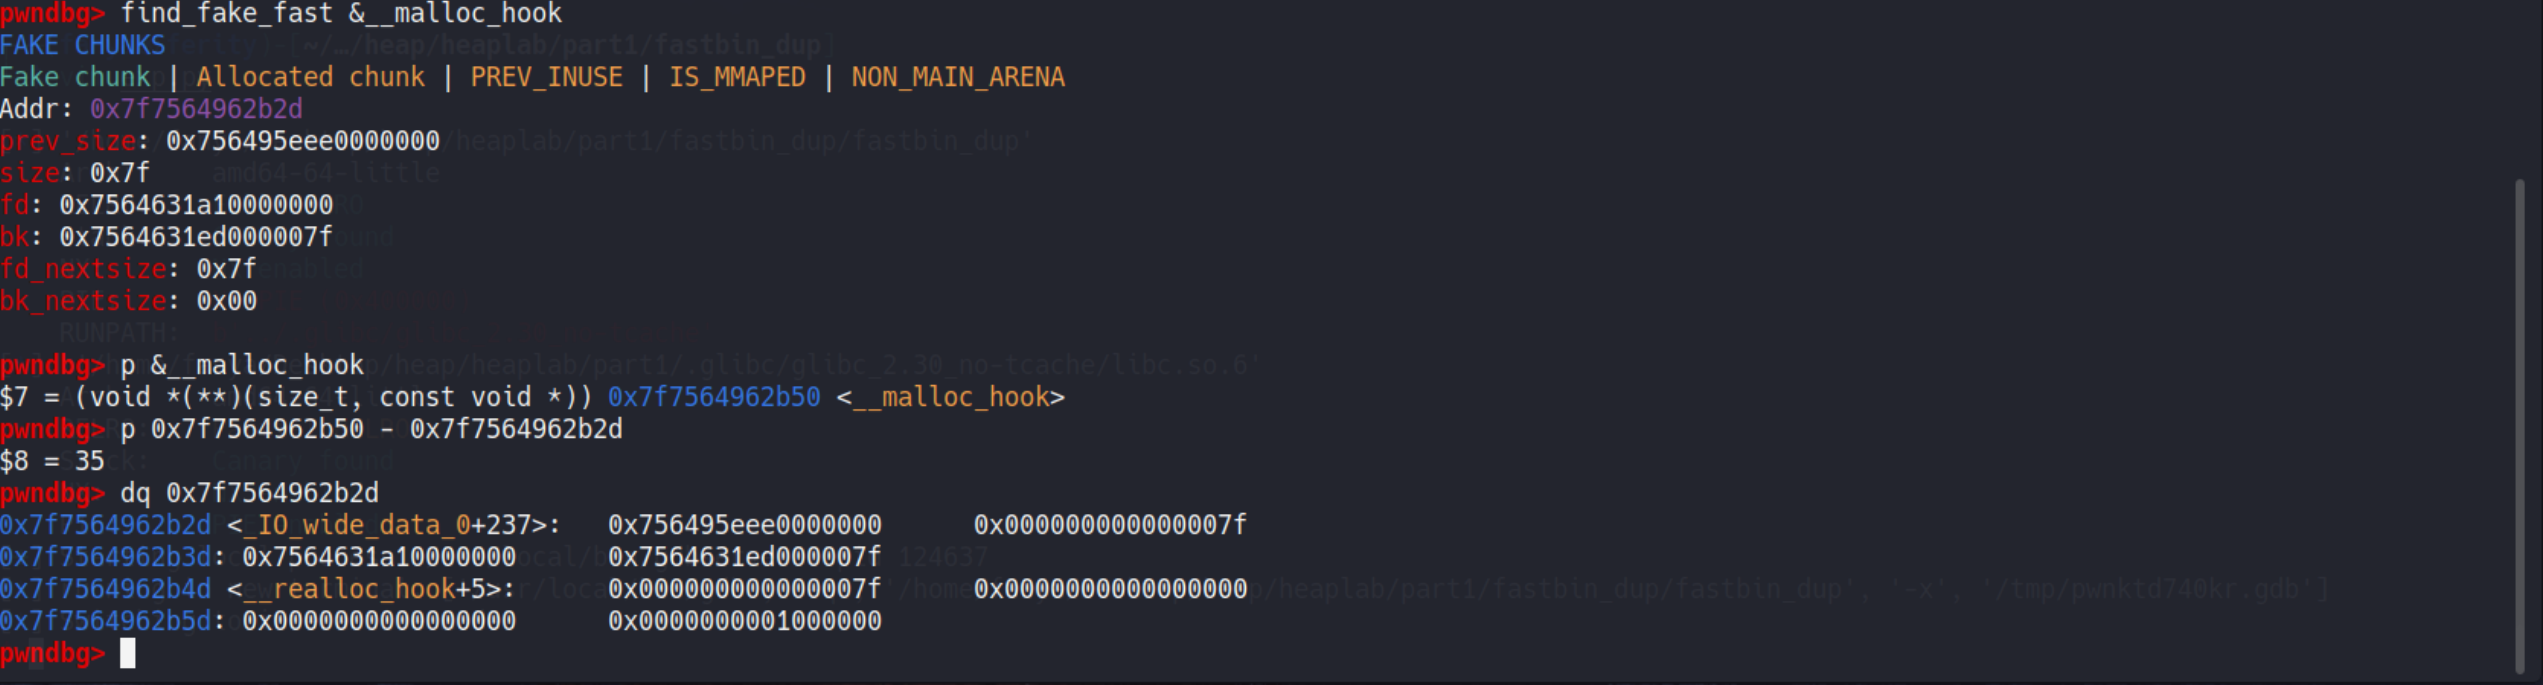 pwndbg> find_fake_fast &__malloc_hook
FAKE CHUNKS
Fake chunk | Allocated chunk | PREV_INUSE | IS_MMAPED | NON_MAIN_ARENA
Addr: 0x7f7564962b2d
prev_size: 0x756495eee0000000
size: 0x7f
fd: 0x7564631a10000000
bk: 0x7564631ed000007f
fd_nextsize: 0x7f
bk_nextsize: 0x00
pwndbg> p &__malloc_hook
$7 = (void *(**)(size_t, const void *)) 0x7f7564962b50 <__malloc_hook>
pwndbg> p 0x7f7564962b50 - 0x7f7564962b2d
$8 = 35
pwndbg> dq 0x7f7564962b2d
0x7f7564962b2d <_IO_wide_data_0+237>: 0x756495eee0000000 0x000000000000007f
0x7f7564962b3d: 0x7564631a10000000 0x7564631ed000007f
0x7f7564962b4d <__realloc_hook+5>: 0x000000000000007f 0x0000000000000000
0x7f7564962b5d: 0x0000000000000000 0x0000000001000000
pwndbg>